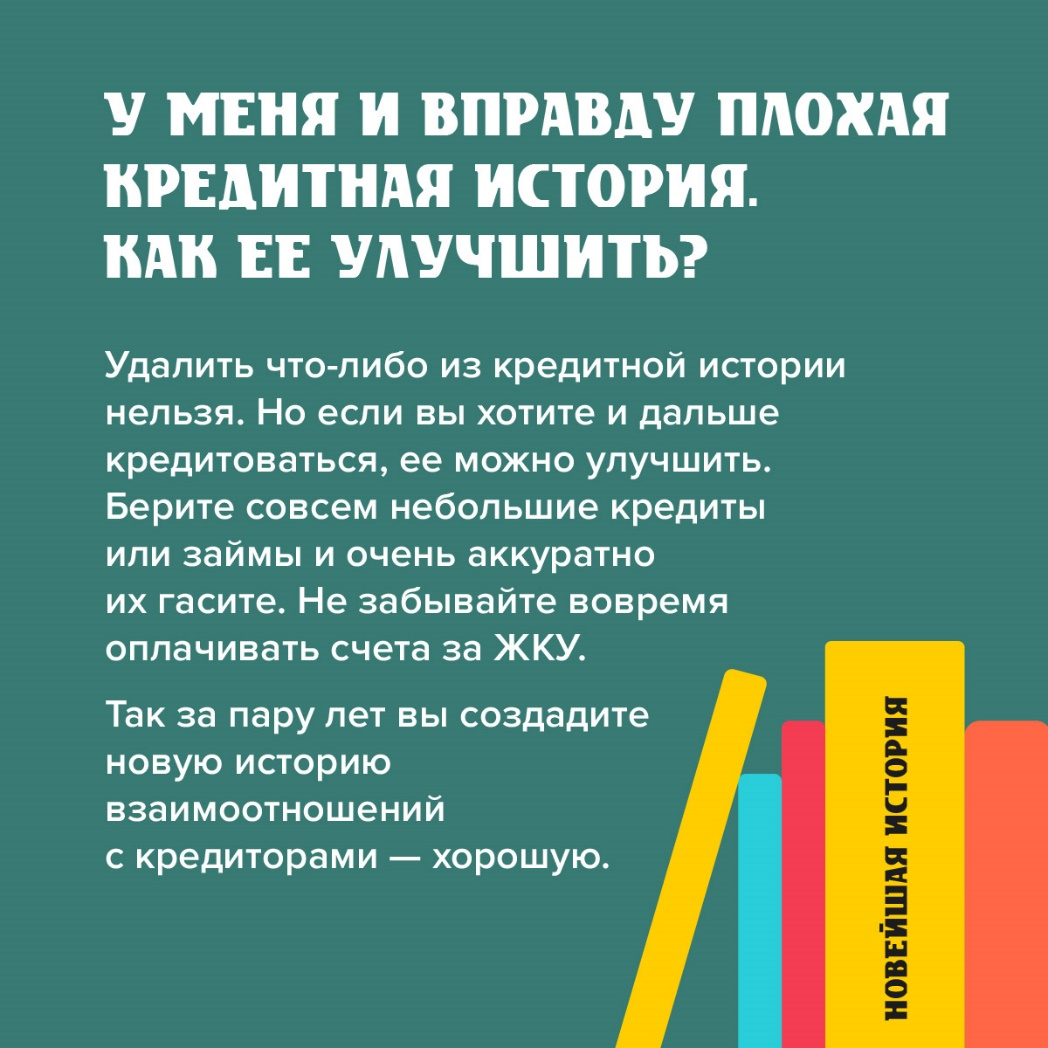 У МЕНЯ И ВПРАВДУ ПЛОХАЯ
КРЕДИТНАЯ ИСТОРИЯ.
КАК ЕЕ УЛУЧШИТЬ?
Удалить что-либо из кредитной истории
нельзя. Но если вы хотите и дальше
кредитоваться, ее можно улучшить.
Берите совсем небольшие кредиты
или займы и очень аккуратно
их гасите. Не забывайте вовремя
оплачивать счета за ЖКУ.
Так за пару лет вы создадите
новую историю
взаимоотношений
с кредиторами — хорошую.
НОВЕЙШАЯ ИСТОРИЯ